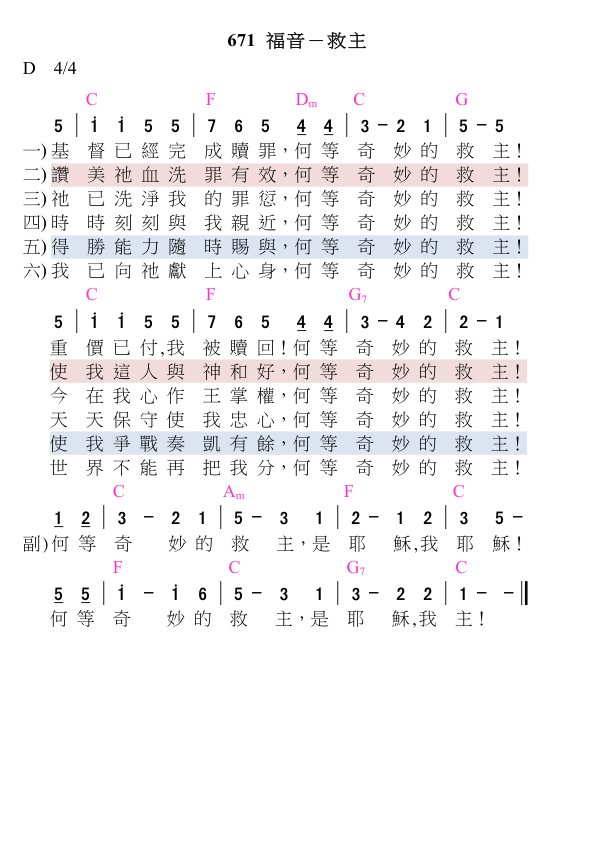 671 福音－救主
D 4/4
C F Dm C G
5 | i i 5 5 | 7 6 5 4 4 | 3 － 2 1 | 5 － 5
一)基 督已經完 成贖罪，何等 奇 妙的 救 主！
二)讚 美祂血洗 罪有效，何等 奇 妙的 救 主！
三)祂 已洗淨我 的罪愆，何等 奇 妙的 救 主！
四)時 時刻刻與 我親近，何等 奇 妙的 救 主！
五)得 勝能力隨 時賜與，何等 奇 妙的 救 主！
六)我 已向祂獻 上心身，何等 奇 妙的 救 主！
C F G7 C
5 | i i 5 5 | 7 6 5 4 4 | 3 － 4 2 | 2 － 1
重 價已付,我 被贖回！何等 奇 妙的 救 主！
使 我這人與 神和好，何等 奇 妙的 救 主！
今 在我心作 王掌權，何等 奇 妙的 救 主！
天 天保守使 我忠心，何等 奇 妙的 救 主！
使 我爭戰奏 凱有餘，何等 奇 妙的 救 主！
世 界不能再 把我分，何等 奇 妙的 救 主！
C Am F C
1 2 | 3 － 2 1 | 5 － 3 1 | 2 － 1 2 | 3 5 －
副)何等 奇 妙的 救 主，是 耶 穌,我 耶 穌！
F C G7 C
5 5 | i － i 6 | 5 － 3 1 | 3 － 2 2 | 1 － － ‖
何等 奇 妙的 救 主，是 耶 穌,我 主！